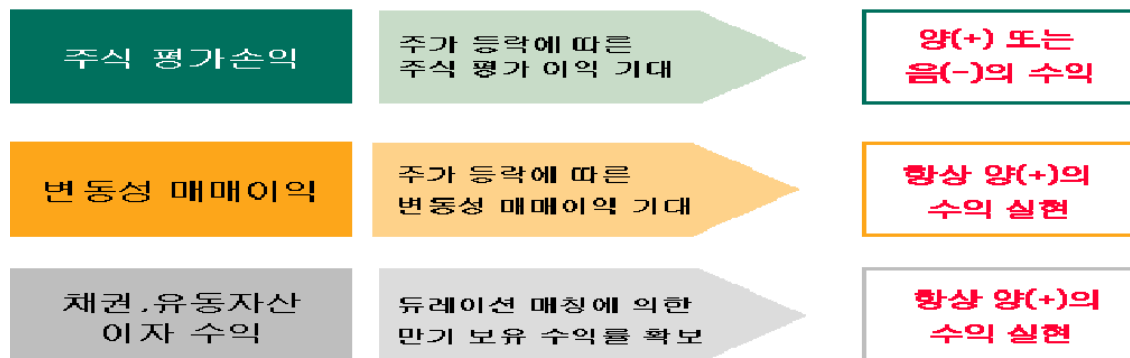 주식 평가손익
주가 등락에 따른
주식 평가 이익 기대
양(+) 또는
음(-)의 수익
변동성 매매이익
주가 등락에 따른
변동성 매매이익 기대
항상 양(+)의
수익 실현
채권,유동자산
이자 수익
듀레이션 매칭에 의한
만기 보유 수익률 확보
항상 양(+)의
수익 실현